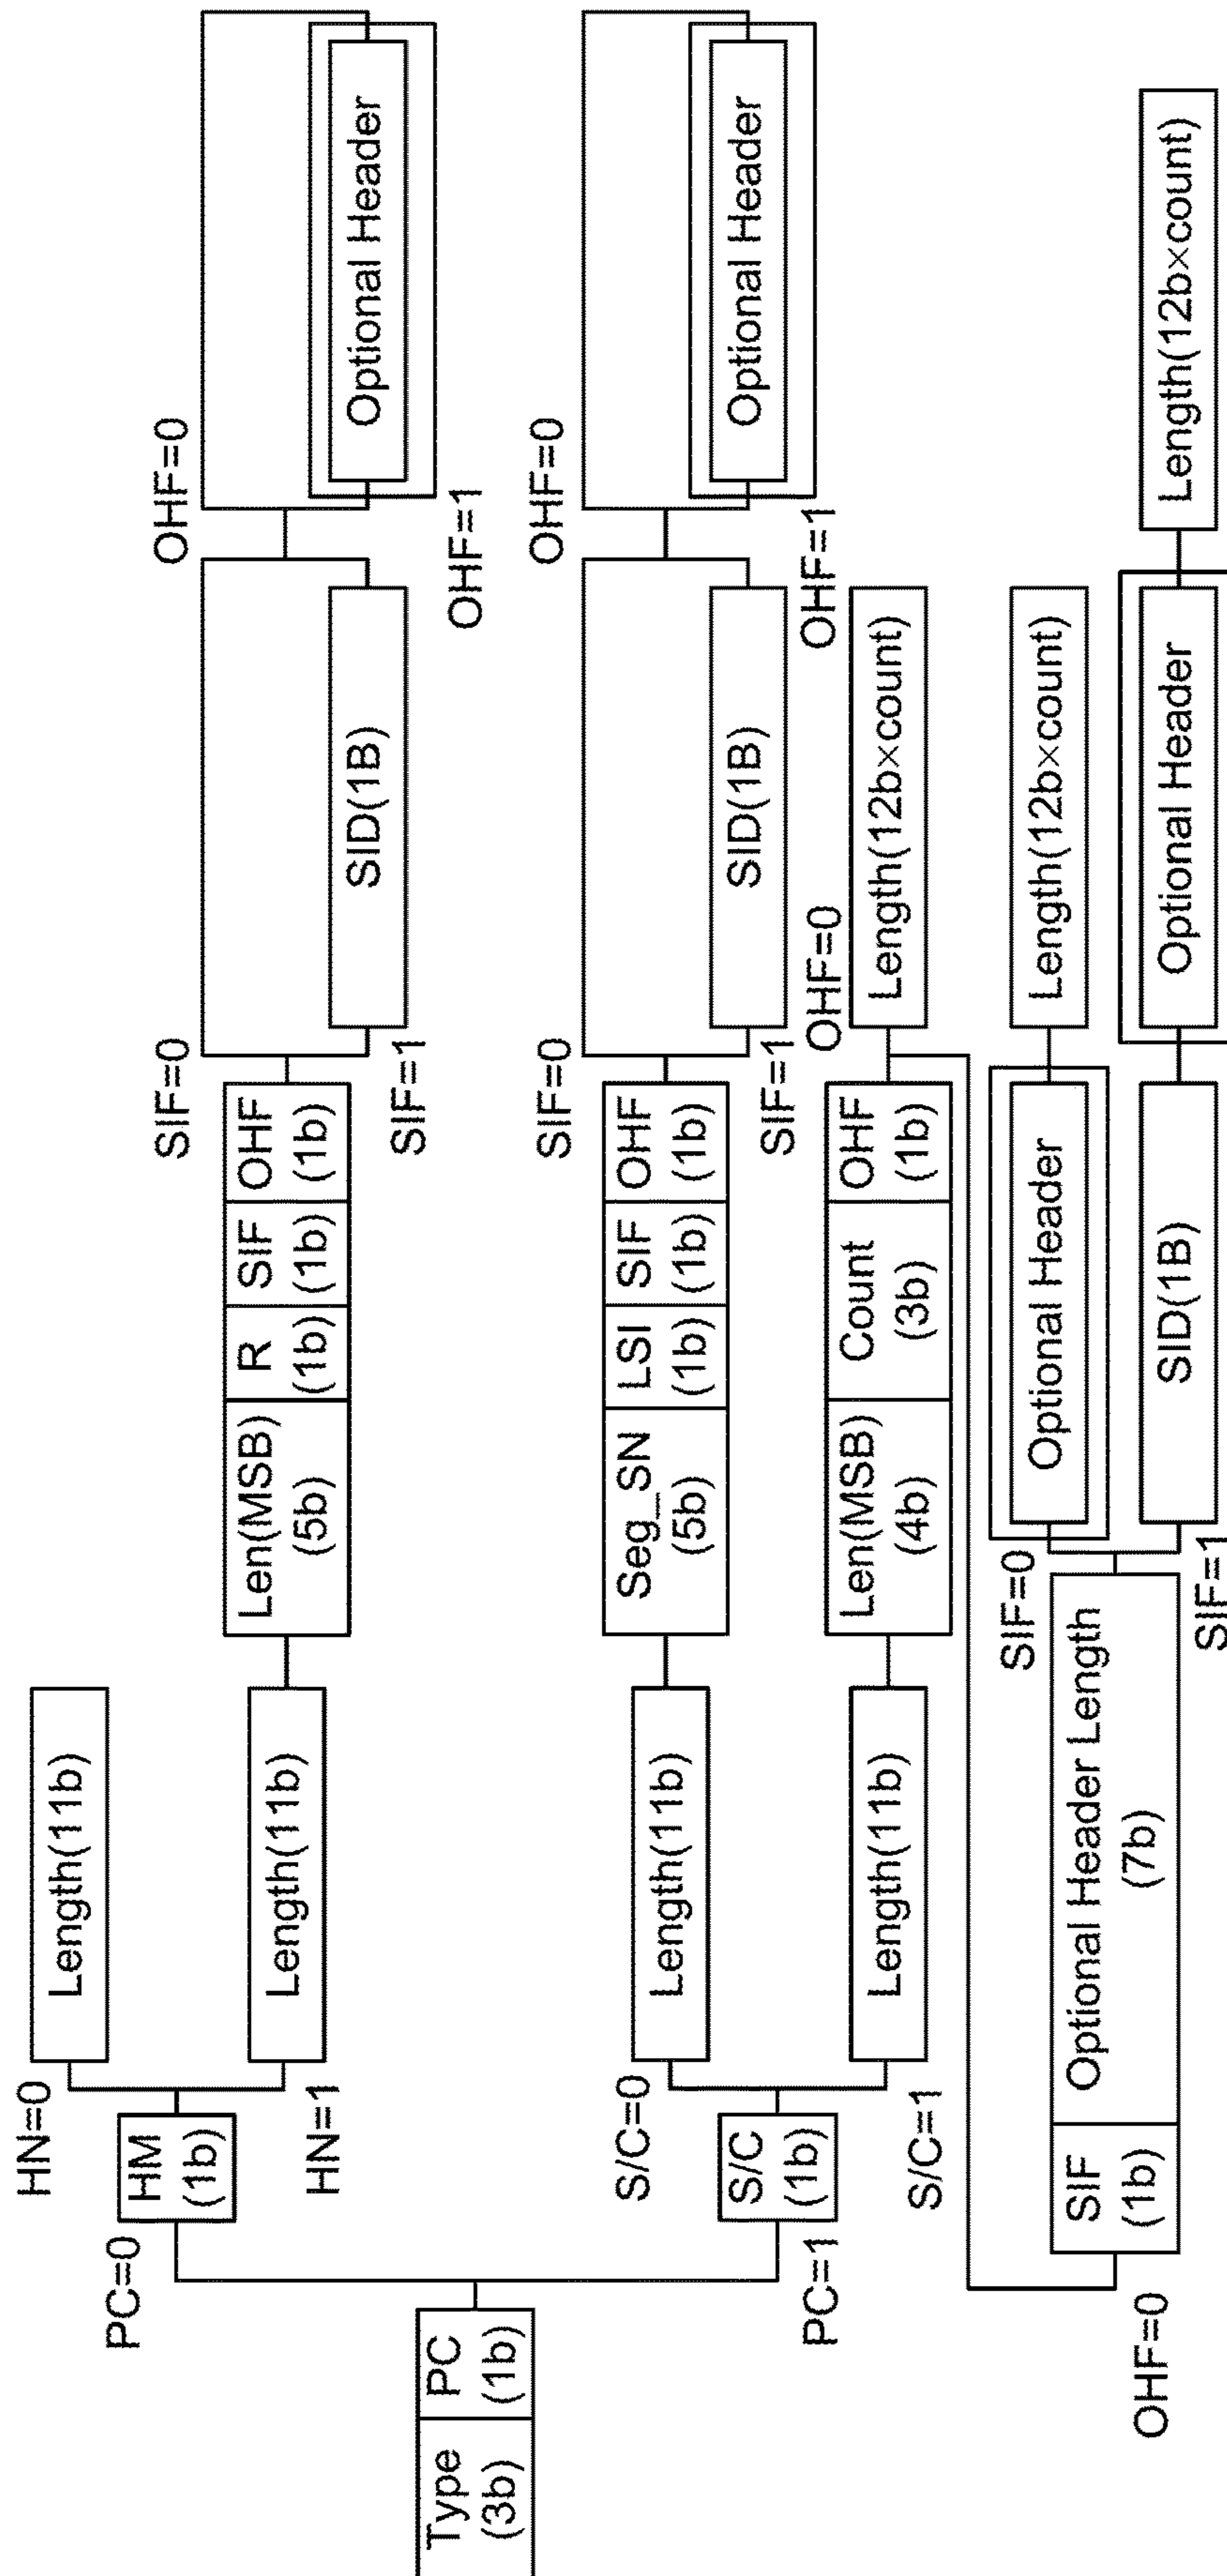 Type
(3b)
PC
(1b)
PC=0
HM
(1b)
HN=0
Length(11b)
HN=1
Length(11b)
Len(MSB)
(5b)
R
(1b)
SIF
(1b)
OHF
(1b)
SIF=0
SIF=1
SID(1B)
OHF=0
OHF=1
Optional Header
PC=1
S/C
(1b)
S/C=0
Length(11b)
Seg_SN
(5b)
LSI
(1b)
SIF
(1b)
OHF
(1b)
SIF=0
SIF=1
SID(1B)
OHF=0
OHF=1
Optional Header
S/C=1
Length(11b)
Len(MSB)
(4b)
Count
(3b)
OHF
(1b)
OHF=0
Length(12b×count)
OHF=0
SIF
(1b)
Optional Header Length
(7b)
SIF=0
Optional Header
Length(12b×count)
SIF=1
SID(1B)
Optional Header
Length(12b×count)